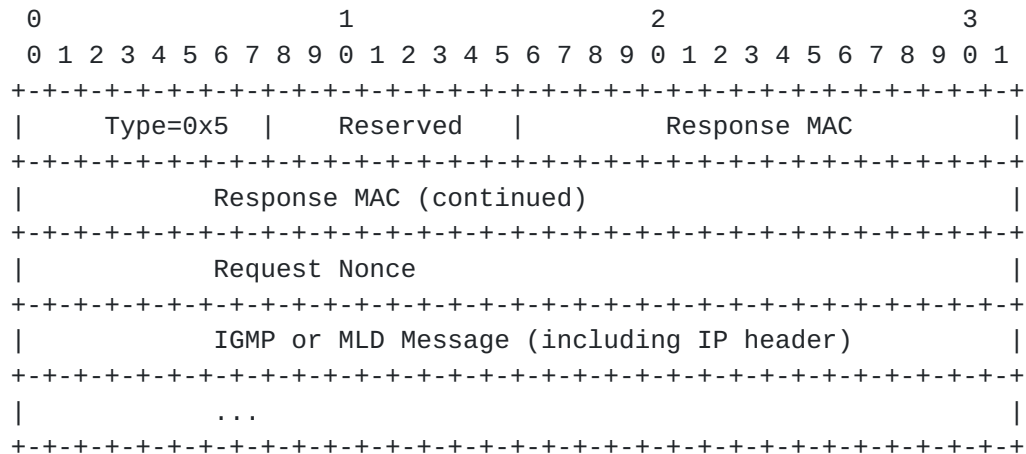 0                   1                   2                   3
 0 1 2 3 4 5 6 7 8 9 0 1 2 3 4 5 6 7 8 9 0 1 2 3 4 5 6 7 8 9 0 1
+-+-+-+-+-+-+-+-+-+-+-+-+-+-+-+-+-+-+-+-+-+-+-+-+-+-+-+-+-+-+-+-+
|     Type=0x5  |    Reserved   |         Response MAC          |
+-+-+-+-+-+-+-+-+-+-+-+-+-+-+-+-+-+-+-+-+-+-+-+-+-+-+-+-+-+-+-+-+
|            Response MAC (continued)                           |
+-+-+-+-+-+-+-+-+-+-+-+-+-+-+-+-+-+-+-+-+-+-+-+-+-+-+-+-+-+-+-+-+
|            Request Nonce                                      |
+-+-+-+-+-+-+-+-+-+-+-+-+-+-+-+-+-+-+-+-+-+-+-+-+-+-+-+-+-+-+-+-+
|            IGMP or MLD Message (including IP header)          |
+-+-+-+-+-+-+-+-+-+-+-+-+-+-+-+-+-+-+-+-+-+-+-+-+-+-+-+-+-+-+-+-+
|            ...                                                |
+-+-+-+-+-+-+-+-+-+-+-+-+-+-+-+-+-+-+-+-+-+-+-+-+-+-+-+-+-+-+-+-+